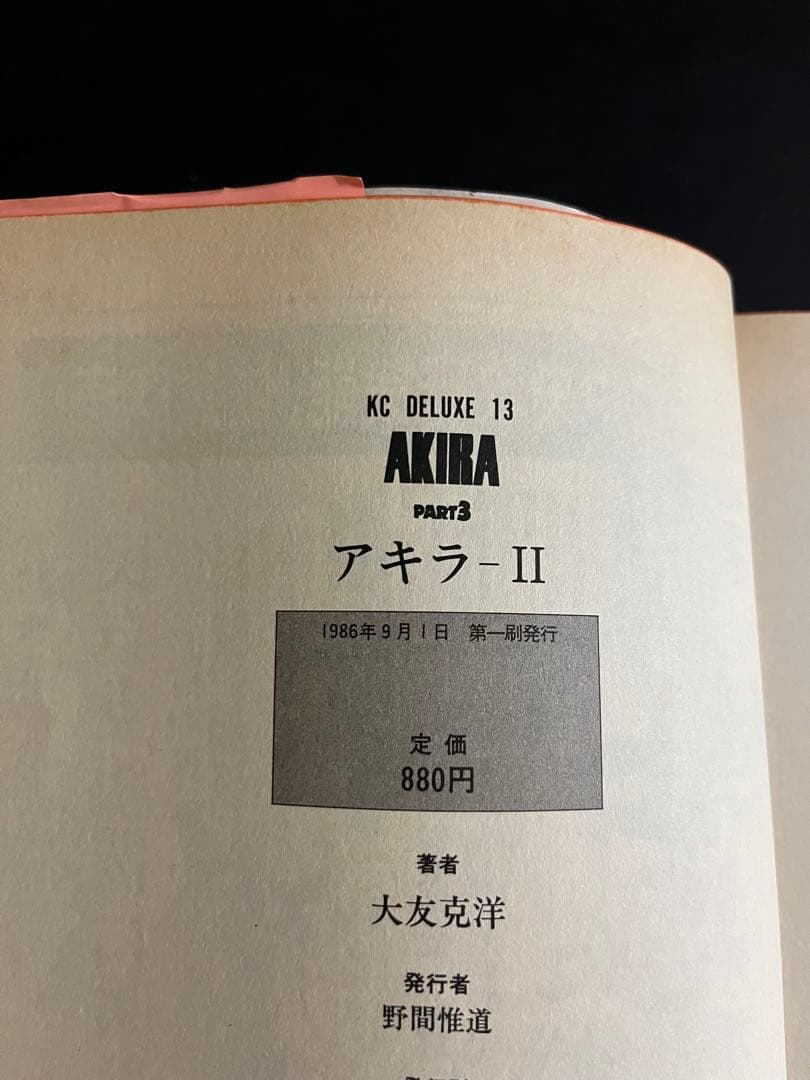 KC DELUXE 13
AKIRA
PART3
アキラ-II
1986年9月1日 第一刷発行
定価
880円
著者
大友克洋
発行者
野間惟道